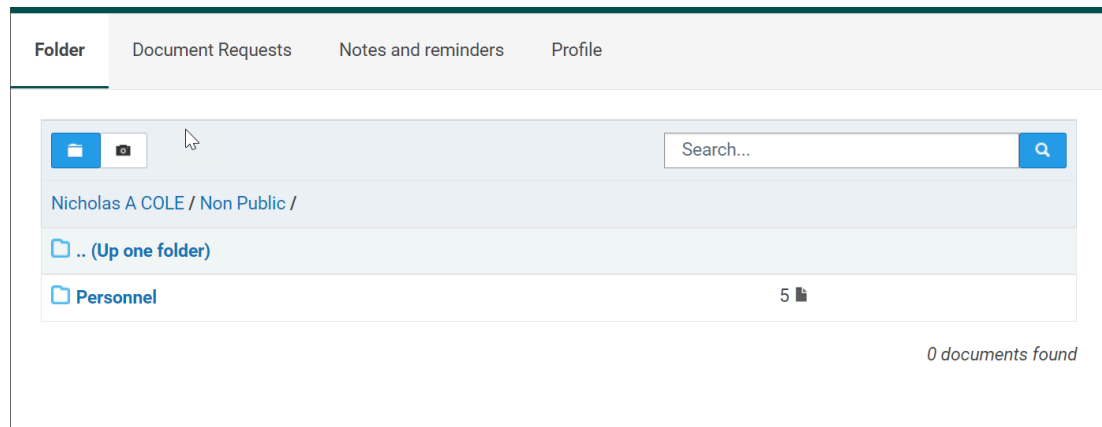 Folder Document Requests Notes and reminders Profile
Search...
Nicholas A COLE / Non Public /
.. (Up one folder)
Personnel 5
0 documents found